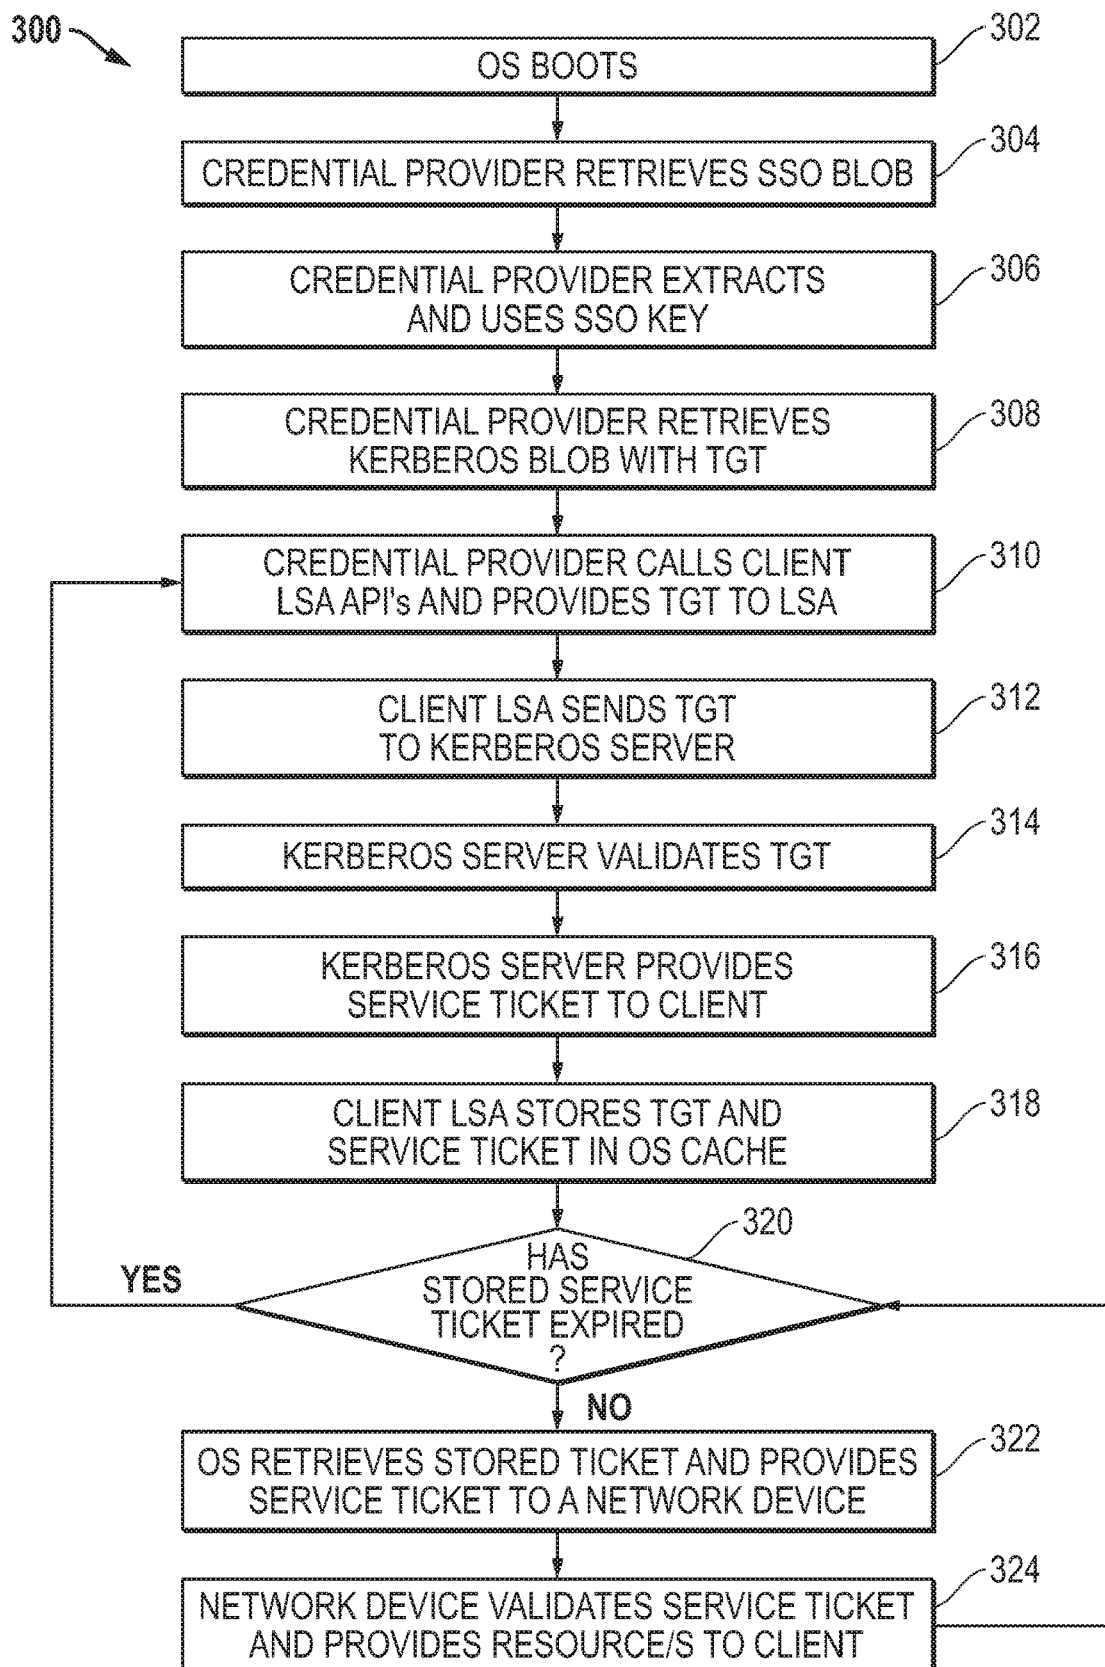 300
302
OS BOOTS
304
CREDENTIAL PROVIDER RETRIEVES SSO BLOB
306
CREDENTIAL PROVIDER EXTRACTS
AND USES SSO KEY
308
CREDENTIAL PROVIDER RETRIEVES
KERBEROS BLOB WITH TGT
310
CREDENTIAL PROVIDER CALLS CLIENT
LSA API's AND PROVIDES TGT TO LSA
312
CLIENT LSA SENDS TGT
TO KERBEROS SERVER
314
KERBEROS SERVER VALIDATES TGT
316
KERBEROS SERVER PROVIDES
SERVICE TICKET TO CLIENT
318
CLIENT LSA STORES TGT AND
SERVICE TICKET IN OS CACHE
320
HAS
STORED SERVICE
TICKET EXPIRED
?
YES
NO
322
OS RETRIEVES STORED TICKET AND PROVIDES
SERVICE TICKET TO A NETWORK DEVICE
324
NETWORK DEVICE VALIDATES SERVICE TICKET
AND PROVIDES RESOURCE/S TO CLIENT